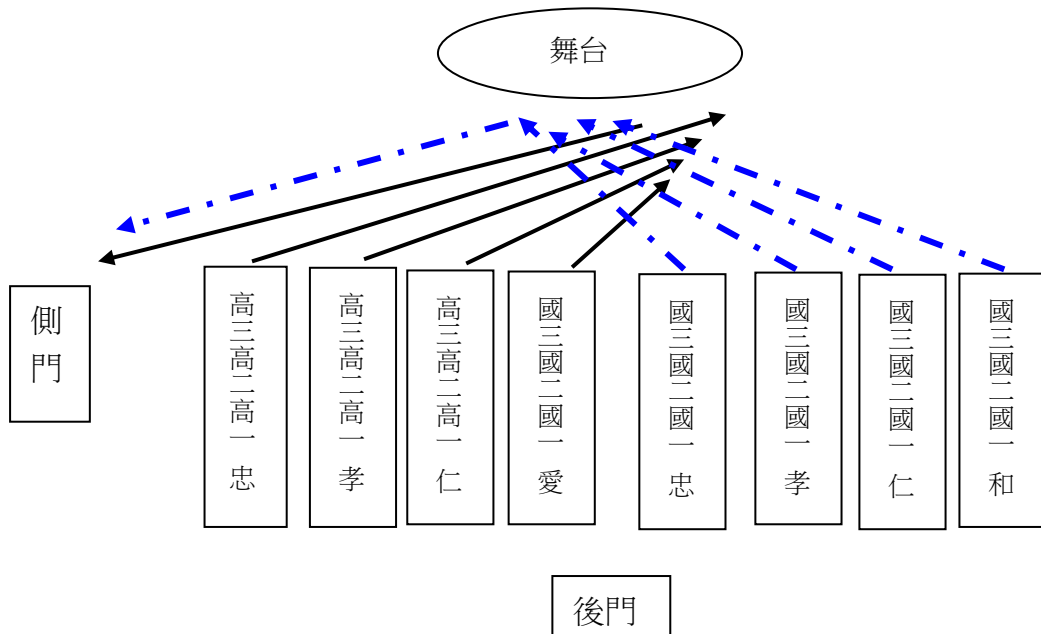 舞台
側門
高三高二高一 忠
高三高二高一 孝
高三高二高一 仁
國三國二國一 愛
國三國二國一 忠
國三國二國一 孝
國三國二國一 仁
國三國二國一 和
後門